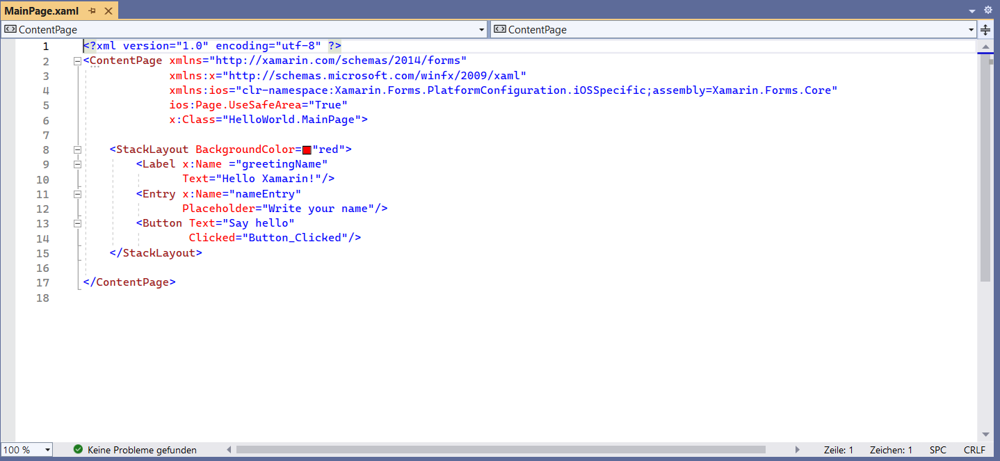 MainPage.xaml
ContentPage
ContentPage
1 <?xml version="1.0" encoding="utf-8" ?>
2 <ContentPage xmlns="http://xamarin.com/schemas/2014/forms"
3 xmlns:x="http://schemas.microsoft.com/winfx/2009/xaml"
4 xmlns:ios="clr-namespace:Xamarin.Forms.PlatformConfiguration.iOSSpecific;assembly=Xamarin.Forms.Core"
5 ios:Page.UseSafeArea="True"
6 x:Class="HelloWorld.MainPage">
7
8 <StackLayout BackgroundColor="red">
9 <Label x:Name ="greetingName"
10 Text="Hello Xamarin!"/>
11 <Entry x:Name="nameEntry"
12 Placeholder="Write your name"/>
13 <Button Text="Say hello"
14 Clicked="Button_Clicked"/>
15 </StackLayout>
16
17 </ContentPage>
18
100 % Keine Probleme gefunden Zeile: 1 Zeichen: 1 SPC CRLF